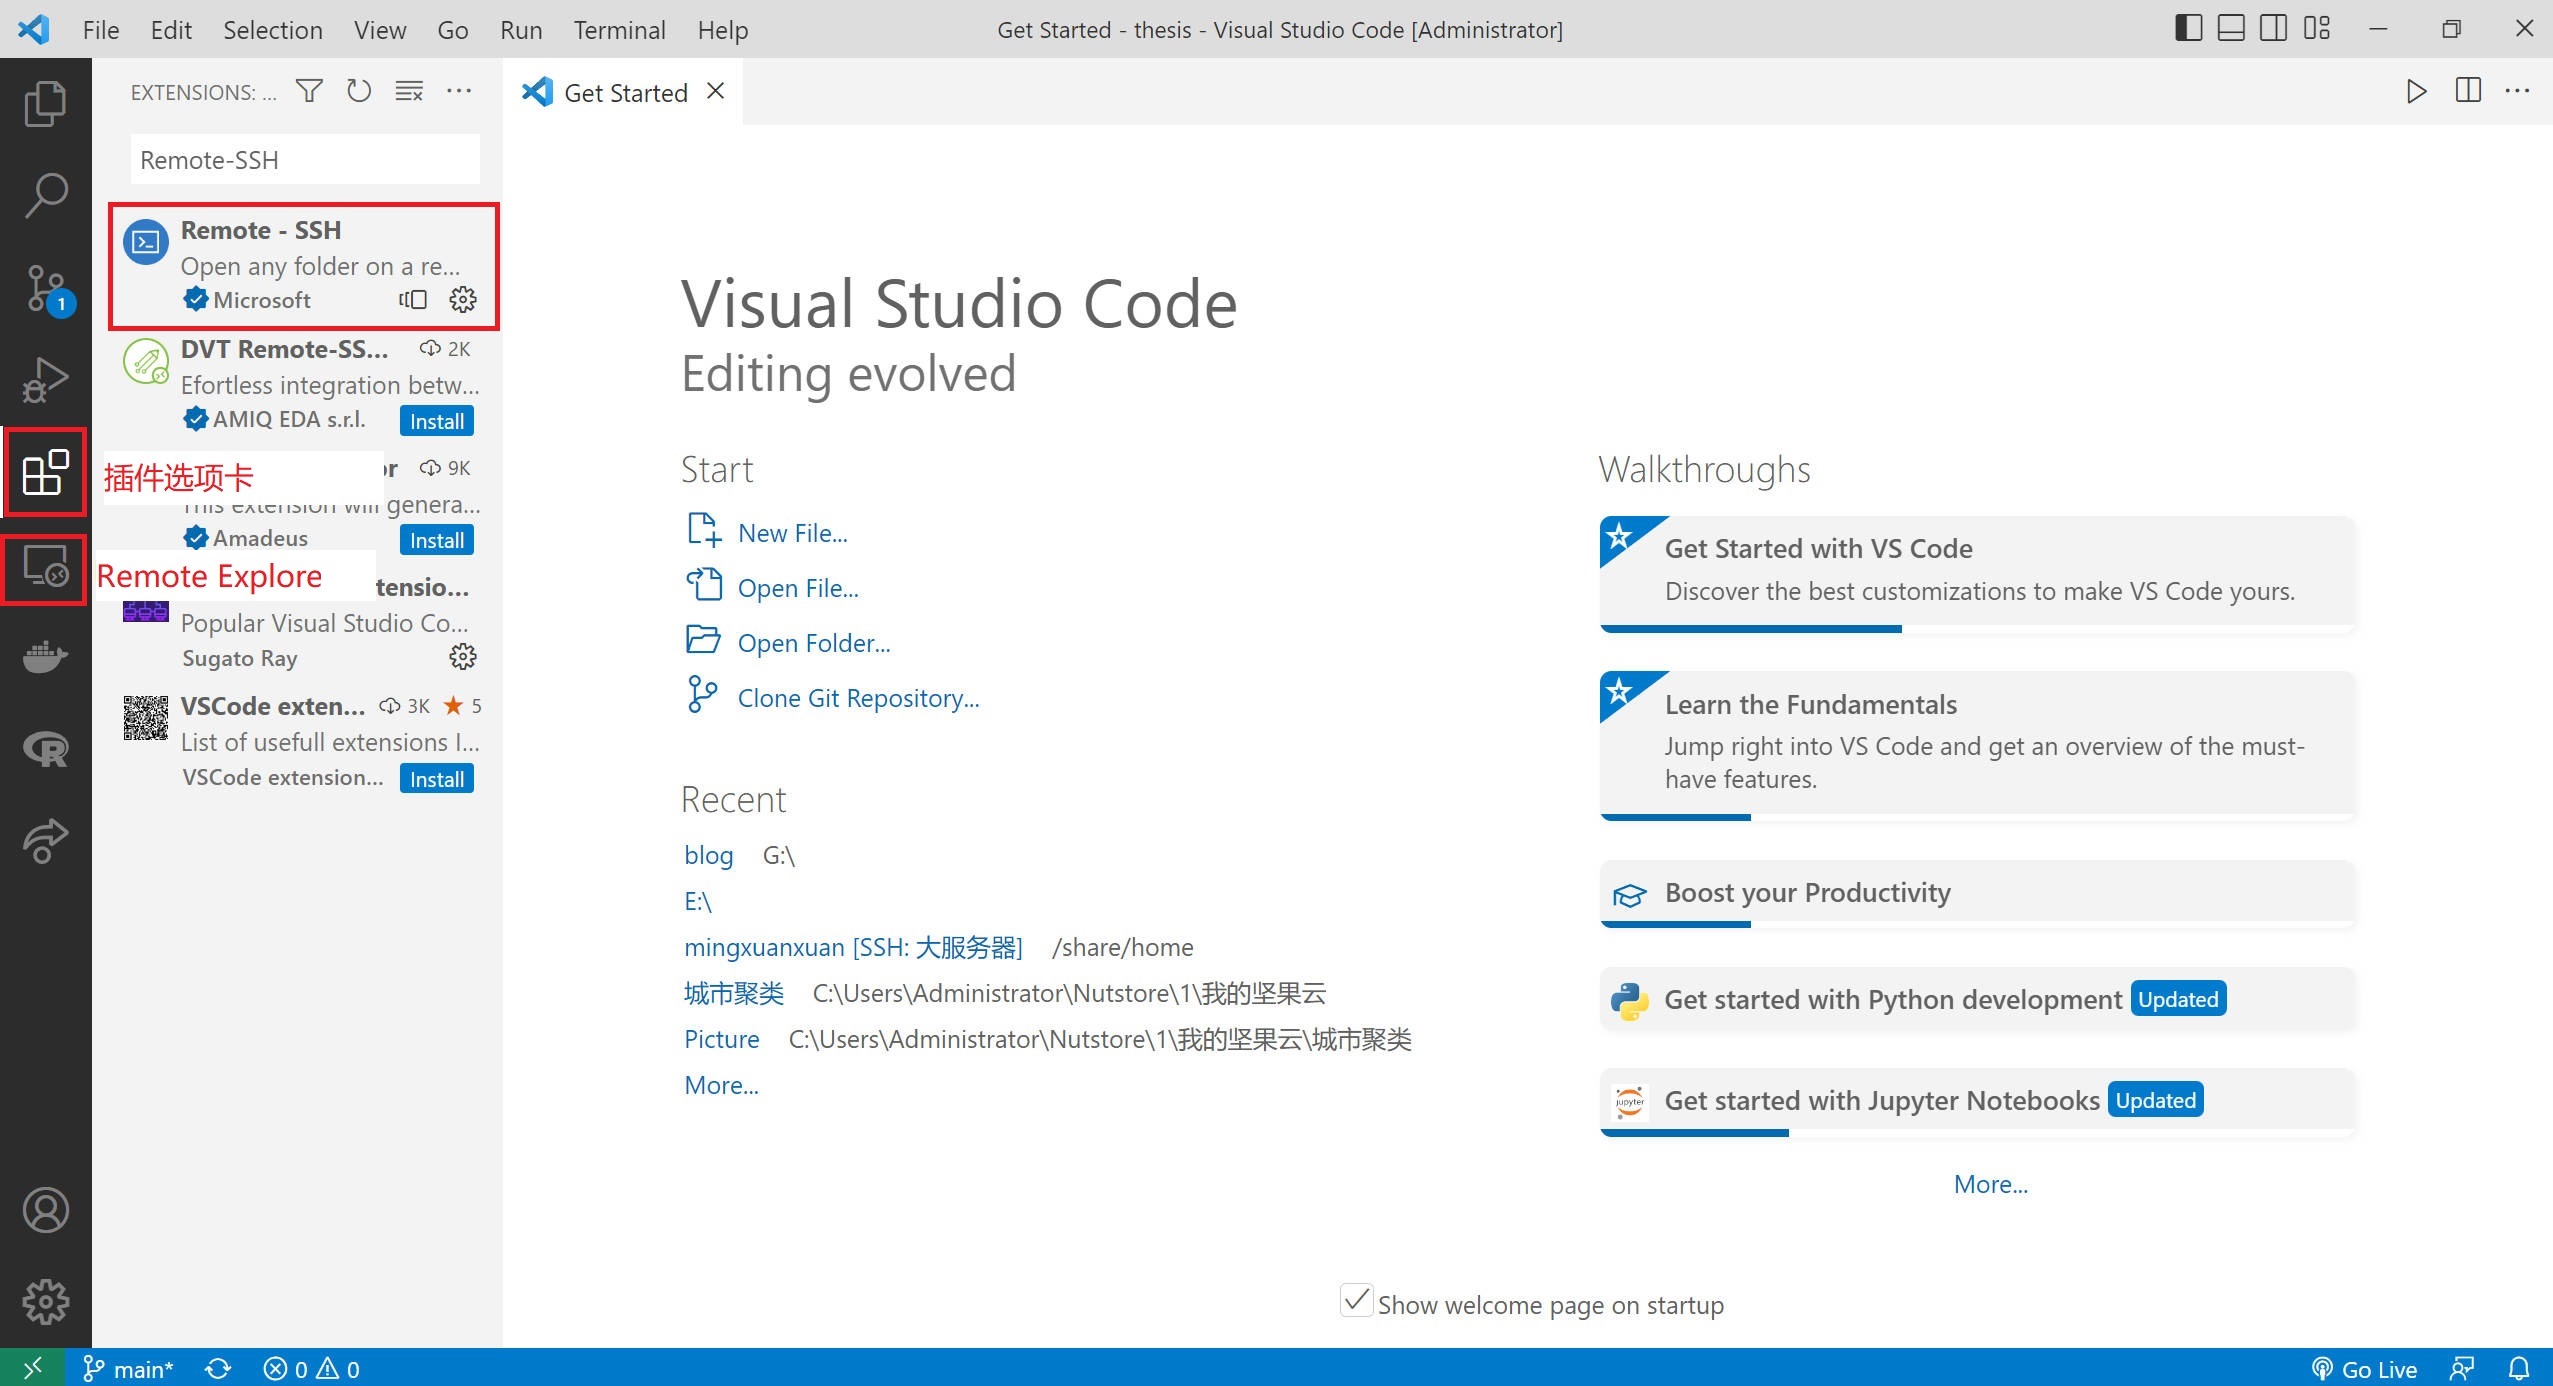 File Edit Selection View Go Run Terminal Help
Get Started - thesis - Visual Studio Code [Administrator]
EXTENSIONS: ...
Get Started
Remote-SSH
Remote - SSH
Open any folder on a re...
Microsoft
1
DVT Remote-SS... 2K
Efortless integration betw...
AMIQ EDA s.r.l. Install
插件选项卡
9K
This extension will genera...
Amadeus Install
Remote Explore
tensio...
Popular Visual Studio Co...
Sugato Ray
VSCode exten... 3K 5
List of usefull extensions I...
VSCode extension... Install
Visual Studio Code
Editing evolved
Start
New File...
Open File...
Open Folder...
Clone Git Repository...
Recent
blog G:\
E:\
mingxuanxuan [SSH: 大服务器] /share/home
城市聚类 C:\Users\Administrator\Nutstore\1\我的坚果云
Picture C:\Users\Administrator\Nutstore\1\我的坚果云\城市聚类
More...
Walkthroughs
Get Started with VS Code
Discover the best customizations to make VS Code yours.
Learn the Fundamentals
Jump right into VS Code and get an overview of the must-
have features.
Boost your Productivity
Get started with Python development Updated
jupyter
Get started with Jupyter Notebooks Updated
More...
Show welcome page on startup
main* 0 0
Go Live